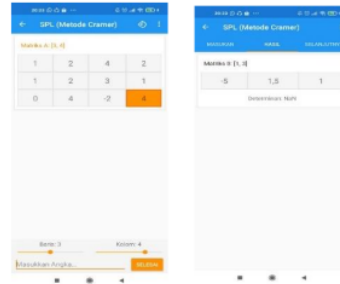 SPL (Metode Cramer)
Matriks A: [3, 4]
1 2 4 2
1 2 3 1
0 4 -2 4
Baris: 3 Kolom: 4
Masukkan Angka...
SELESAI
SPL (Metode Cramer)
MASUKAN HASIL SELANJUTNYA
Matriks B: [1, 3]
-5 1,5 1
Determinan: NaN